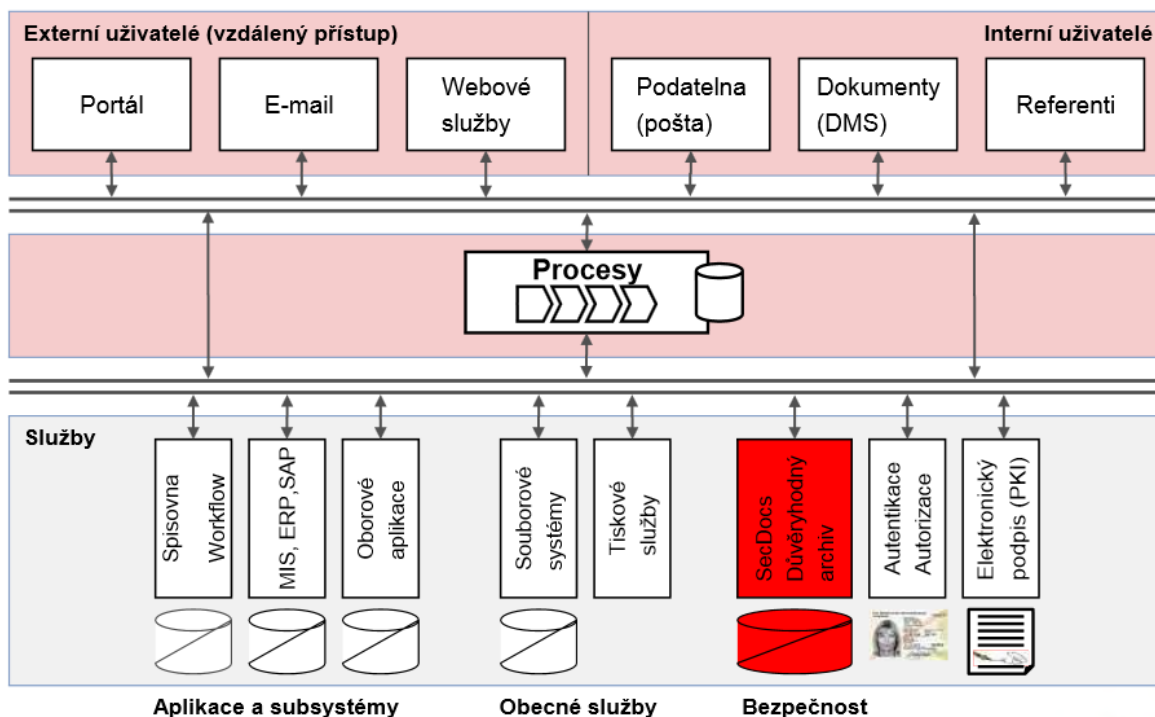 Externí uživatelé (vzdálený přístup)
Interní uživatelé
Portál
E-mail
Webové
služby
Podatelna
(pošta)
Dokumenty
(DMS)
Referenti
Procesy
Služby
Spisovna
Workflow
MIS, ERP,SAP
Oborové
aplikace
Souborové
systémy
Tiskové
služby
SecDocs
Důvěryhodný
archiv
Autentikace
Autorizace
Elektronický
podpis (PKI)
Aplikace a subsystémy
Obecné služby
Bezpečnost